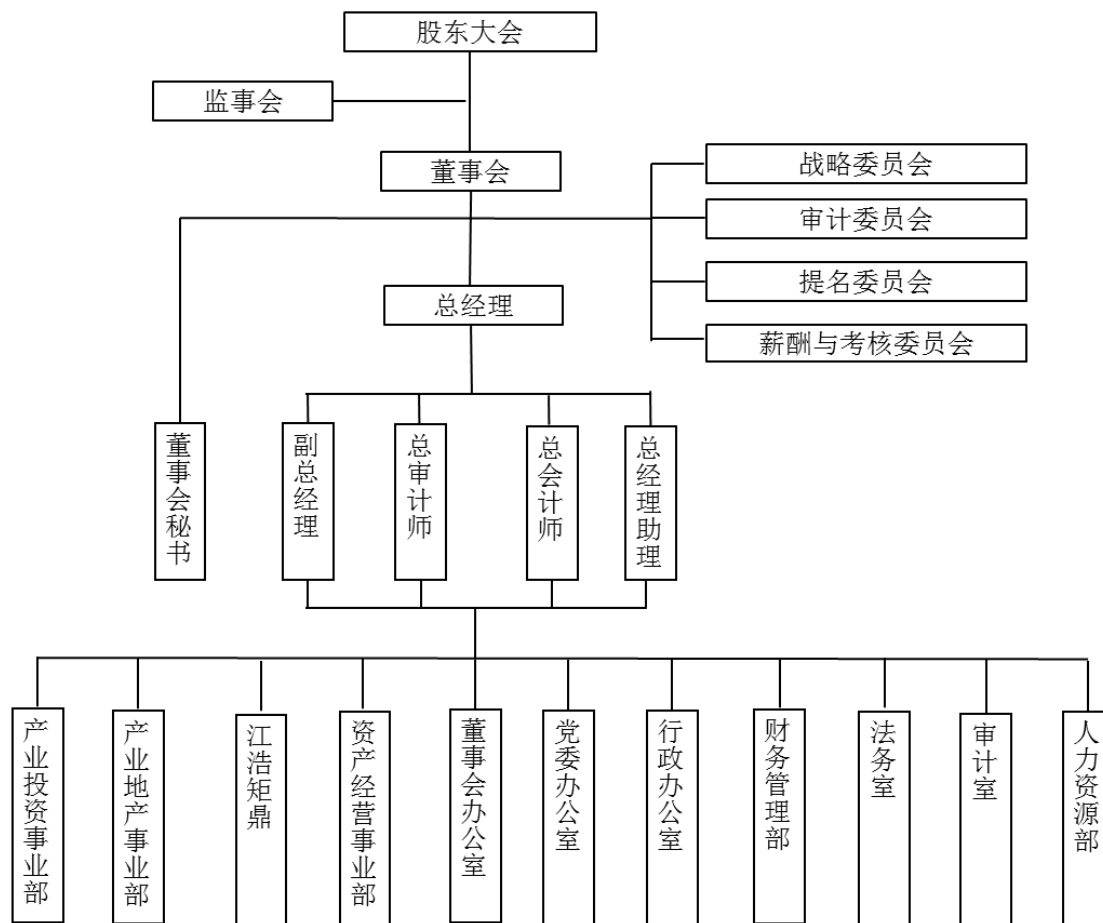 股东大会
监事会
董事会
战略委员会
审计委员会
提名委员会
薪酬与考核委员会
总经理
董事会秘书
副总经理
总审计师
总会计师
总经理助理
产业投资事业部
产业地产事业部
江浩矩鼎
资产经营事业部
董事会办公室
党委办公室
行政办公室
财务管理部
法务室
审计室
人力资源部